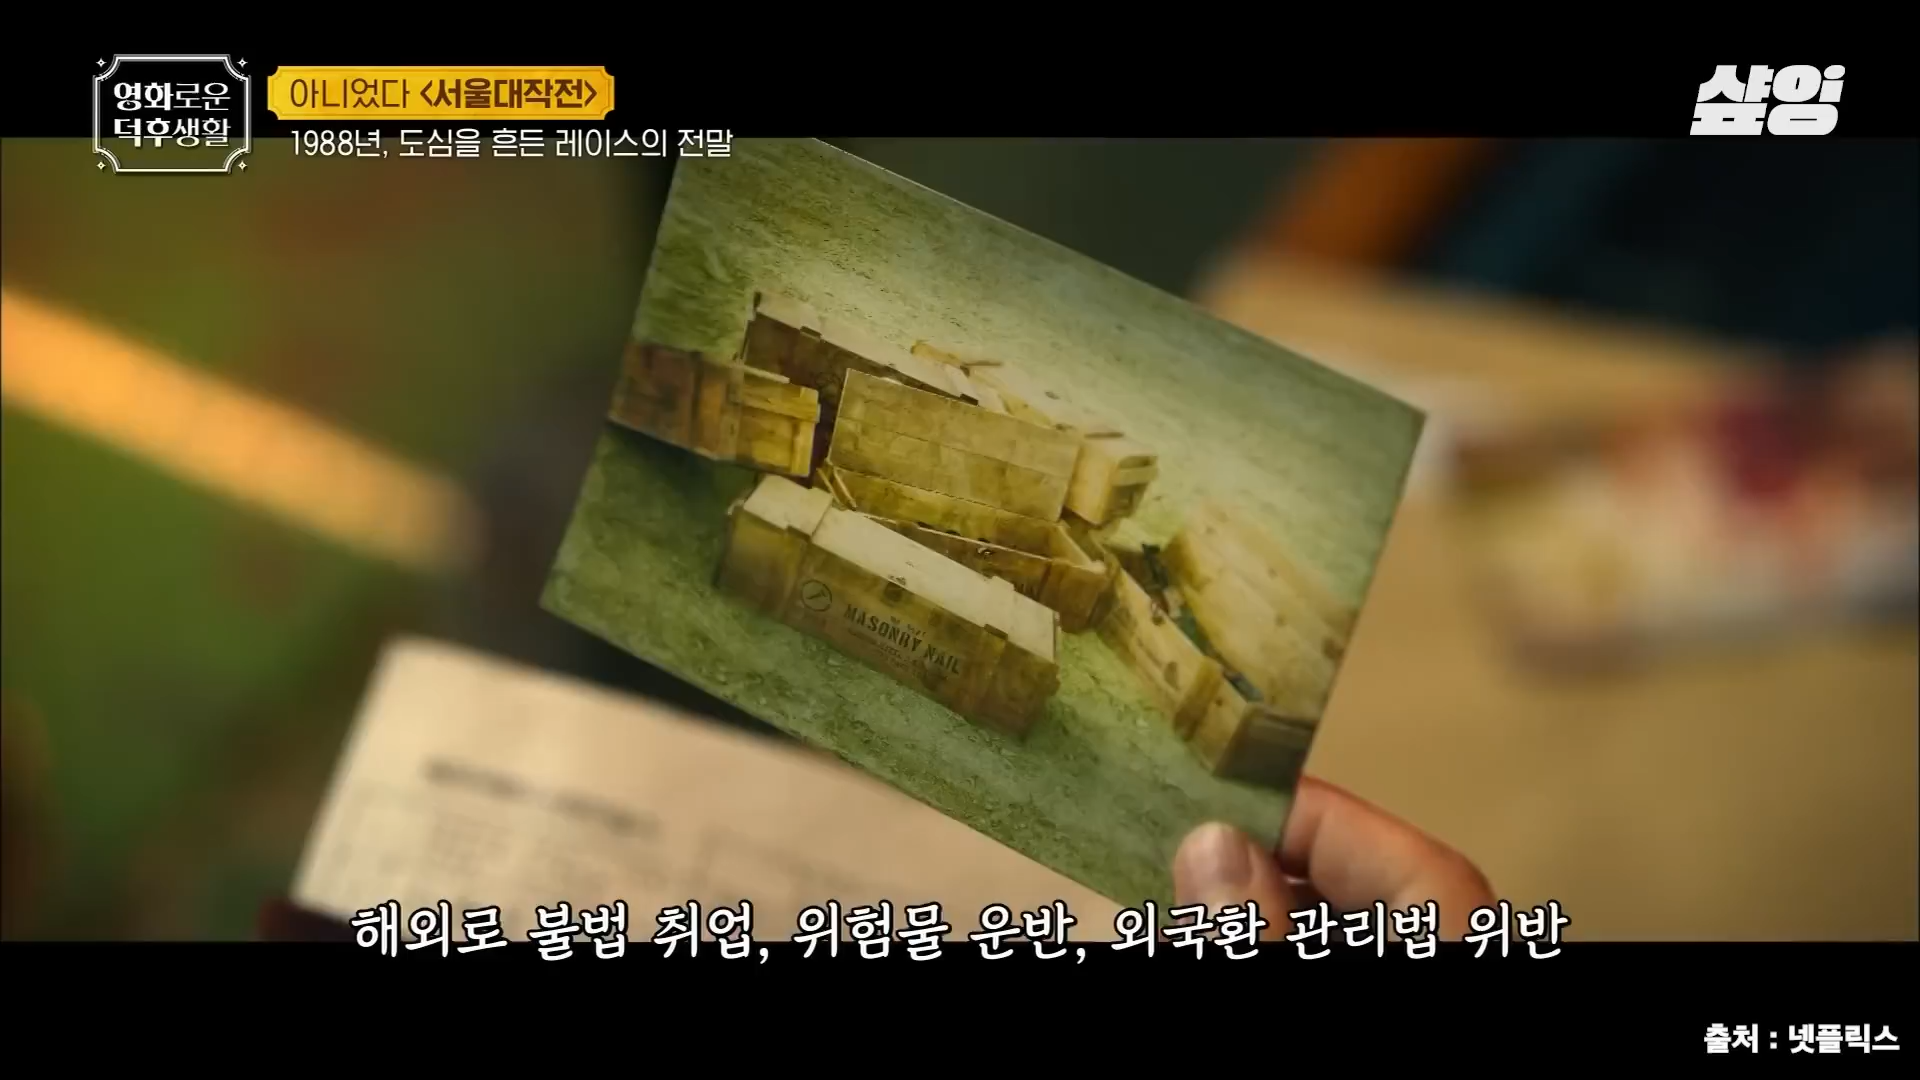 영화로운
덕후생활
아니었다 <서울대작전>
1988년, 도심을 흔든 레이스의 전말
샾잉
MASONRY NAIL
해외로 불법 취업, 위험물 운반, 외국환 관리법 위반
출처 : 넷플릭스